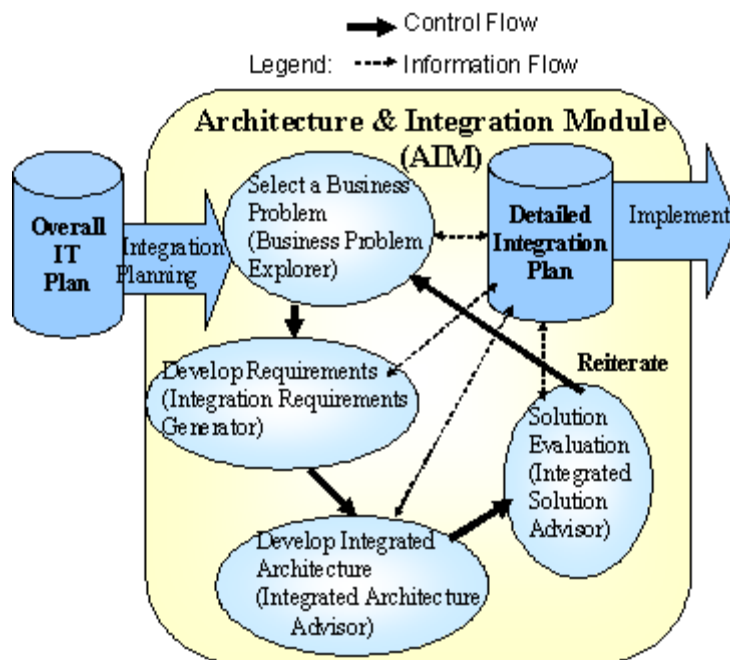 Control Flow
Legend:
Information Flow
Architecture & Integration Module
(AIM)
Overall
IT
Plan
Integration
Planning
Select a Business
Problem
(Business Problem
Explorer)
Detailed
Integration
Plan
Implement
Develop Requirements
(Integration Requirements
Generator)
Reiterate
Solution
Evaluation
(Integrated
Solution
Advisor)
Develop Integrated
Architecture
(Integrated Architecture
Advisor)